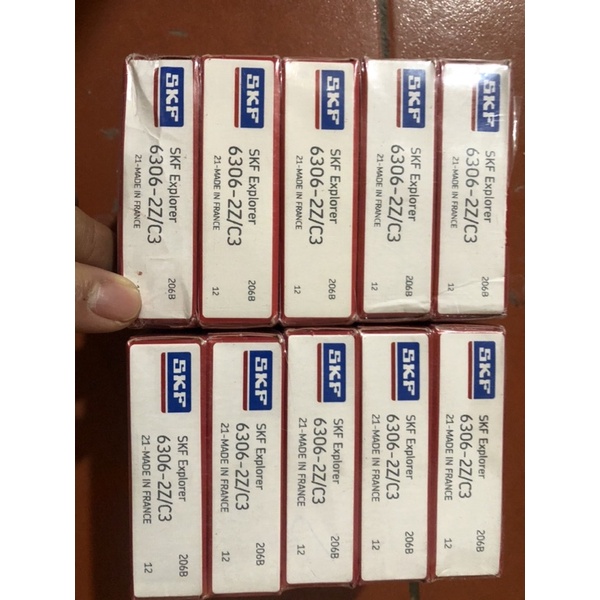 SKF
SKF Explorer
6306-2Z/C3
21-MADE IN FRANCE
206B
SKF
SKF Explorer
6306-2Z/C3
21-MADE IN FRANCE
206B
12
SKF
SKF Explorer
6306-2Z/C3
21-MADE IN FRANCE
206B
12
SKF
SKF Explorer
6306-2Z/C3
21-MADE IN FRANCE
206B
12
SKF
SKF Explorer
6306-2Z/C3
21-MADE IN FRANCE
206B
12
SKF
SKF Explorer
6306-2Z/C3
21-MADE IN FRANCE
206B
12
SKF
SKF Explorer
6306-2Z/C3
21-MADE IN FRANCE
206B
12
SKF
SKF Explorer
6306-2Z/C3
21-MADE IN FRANCE
206B
12
SKF
SKF Explorer
6306-2Z/C3
21-MADE IN FRANCE
206B
12
SKF
SKF Explorer
6306-2Z/C3
21-MADE IN FRANCE
206B
12